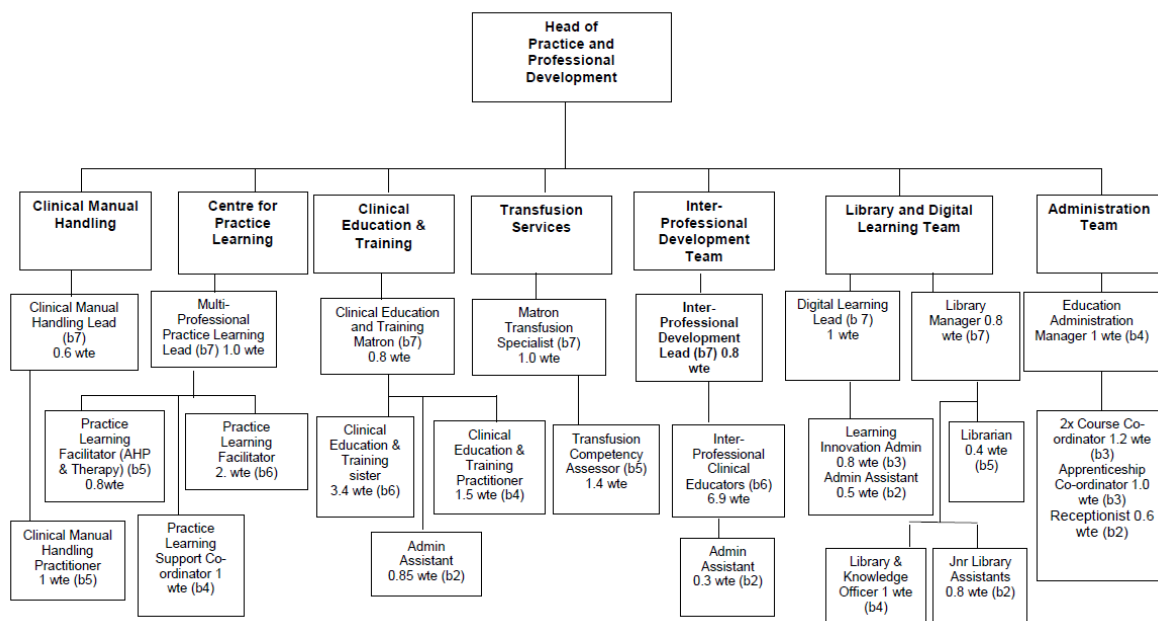 Head of
Practice and
Professional
Development
Clinical Manual
Handling
Centre for
Practice
Learning
Clinical
Education &
Training
Transfusion
Services
Inter-
Professional
Development
Team
Library and Digital
Learning Team
Administration
Team
Clinical Manual
Handling Lead
(b7)
0.6 wte
Multi-
Professional
Practice Learning
Lead (b7) 1.0 wte
Clinical Education
and Training
Matron (b7)
0.8 wte
Matron
Transfusion
Specialist (b7)
1.0 wte
Inter-
Professional
Development
Lead (b7) 0.8
wte
Digital Learning
Lead (b 7)
1 wte
Library
Manager 0.8
wte (b7)
Education
Administration
Manager 1 wte (b4)
Practice
Learning
Facilitator (AHP
& Therapy) (b5)
0.8wte
Practice
Learning
Facilitator
2. wte (b6)
Clinical
Education &
Training
sister
3.4 wte (b6)
Clinical
Education &
Training
Practitioner
1.5 wte (b4)
Transfusion
Competency
Assessor (b5)
1.4 wte
Inter-
Professional
Clinical
Educators (b6)
6.9 wte
Learning
Innovation Admin
0.8 wte (b3)
Admin Assistant
0.5 wte (b2)
Librarian
0.4 wte
(b5)
2x Course Co-
ordinator 1.2 wte
(b3)
Apprenticeship
Co-ordinator 1.0
wte (b3)
Receptionist 0.6
wte (b2)
Clinical Manual
Handling
Practitioner
1 wte (b5)
Practice
Learning
Support Co-
ordinator 1
wte (b4)
Admin
Assistant
0.85 wte (b2)
Admin
Assistant
0.3 wte (b2)
Library &
Knowledge
Officer 1 wte
(b4)
Jnr Library
Assistants
0.8 wte (b2)